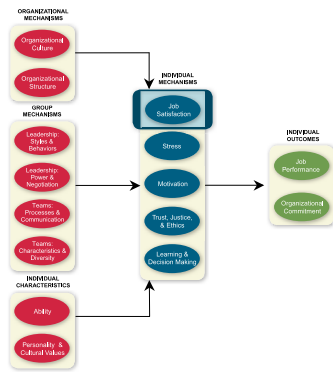 ORGANIZATIONAL
MECHANISMS
Organizational
Culture
Organizational
Structure
GROUP
MECHANISMS
Leadership:
Styles &
Behaviors
Leadership:
Power &
Negotiation
Teams:
Processes &
Communication
Teams:
Characteristics
& Diversity
INDIVIDUAL
CHARACTERISTICS
Ability
Personality &
Cultural Values
INDIVIDUAL
MECHANISMS
Job
Satisfaction
Stress
Motivation
Trust, Justice,
& Ethics
Learning &
Decision Making
INDIVIDUAL
OUTCOMES
Job
Performance
Organizational
Commitment